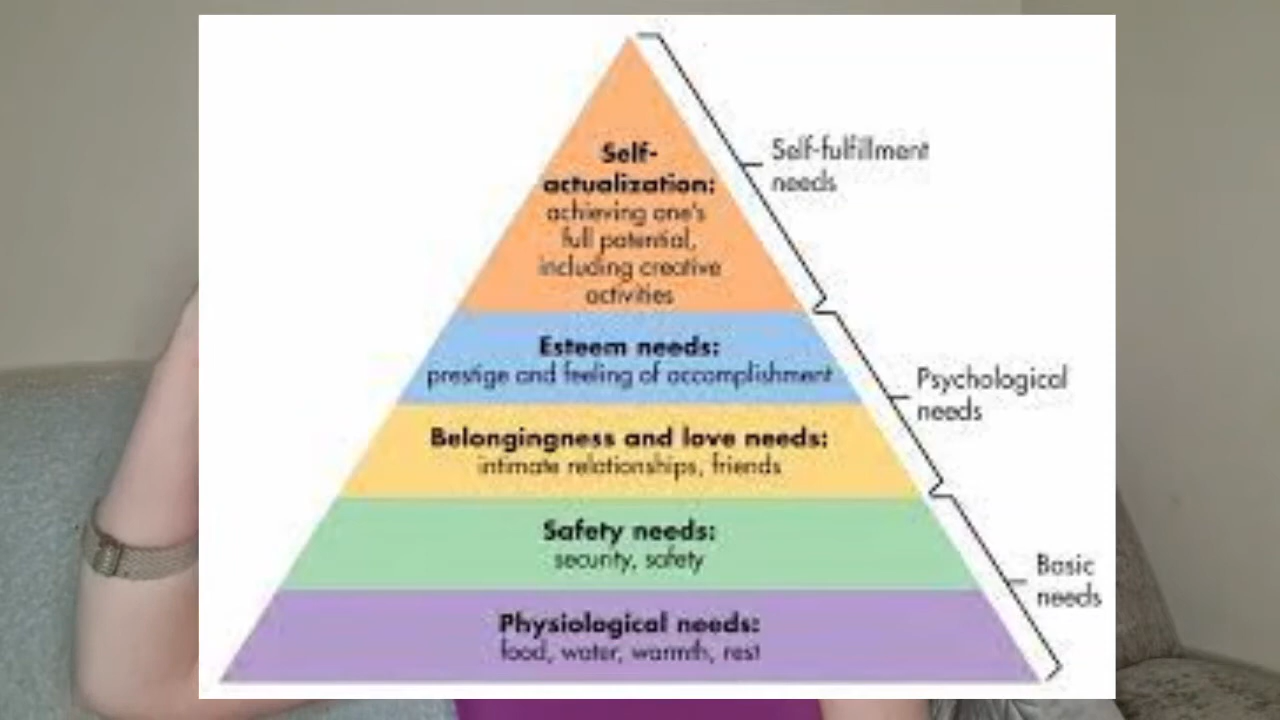 Self-
actualization:
achieving one's
full potential,
including creative
activities
Esteem needs:
prestige and feeling of accomplishment
Belongingness and love needs:
intimate relationships, friends
Safety needs:
security, safety
Physiological needs:
food, water, warmth, rest
Self-fulfillment
needs
Psychological
needs
Basic
needs